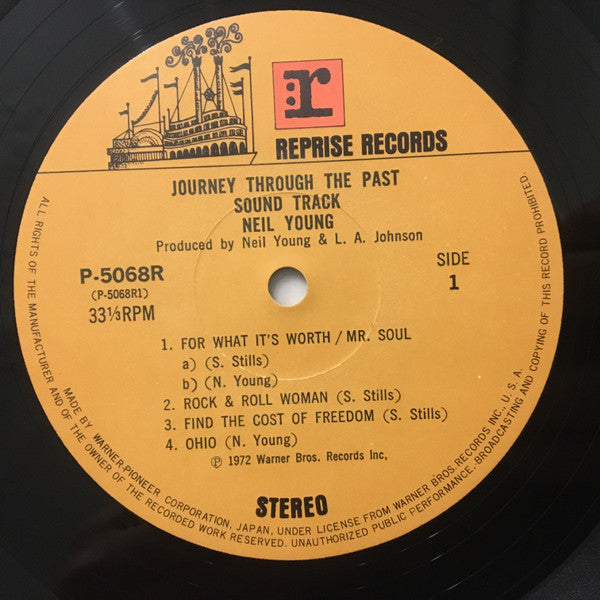 r
REPRISE RECORDS
JOURNEY THROUGH THE PAST
SOUND TRACK
NEIL YOUNG
Produced by Neil Young & L. A. Johnson
P-5068R
(P-5068R1)
33⅓RPM
SIDE
1
1. FOR WHAT IT'S WORTH / MR. SOUL
a) (S. Stills)
b) (N. Young)
2. ROCK & ROLL WOMAN (S. Stills)
3. FIND THE COST OF FREEDOM (S. Stills)
4. OHIO (N. Young)
Ⓟ 1972 Warner Bros. Records Inc,
STEREO
MADE BY WARNER-PIONEER CORPORATION, JAPAN, UNDER LICENSE FROM WARNER BROS. RECORDS INC. U. S. A.
ALL RIGHTS OF THE MANUFACTURER AND OF THE OWNER OF THE RECORDED WORK RESERVED. UNAUTHORIZED PUBLIC PERFORMANCE, BROADCASTING AND COPYING OF THIS RECORD PROHIBITED.